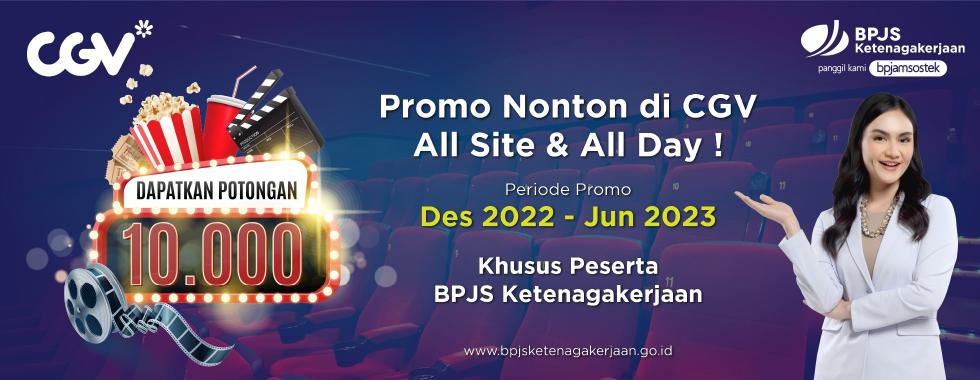 CGV
BPJS
Ketenagakerjaan
panggil kami bpjamsostek
Promo Nonton di CGV
All Site & All Day !
DAPATKAN POTONGAN
10.000
Periode Promo
Des 2022 - Jun 2023
Khusus Peserta
BPJS Ketenagakerjaan
www.bpjsketenagakerjaan.go.id